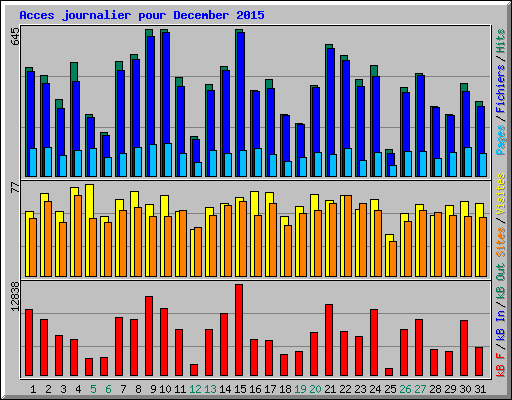 Acces journalier pour December 2015
645
Pages / Fichiers / Hits
77
Sites / Visites
12838
kB F / kB In / kB Out
1 2 3 4 5 6 7 8 9 10 11 12 13 14 15 16 17 18 19 20 21 22 23 24 25 26 27 28 29 30 31